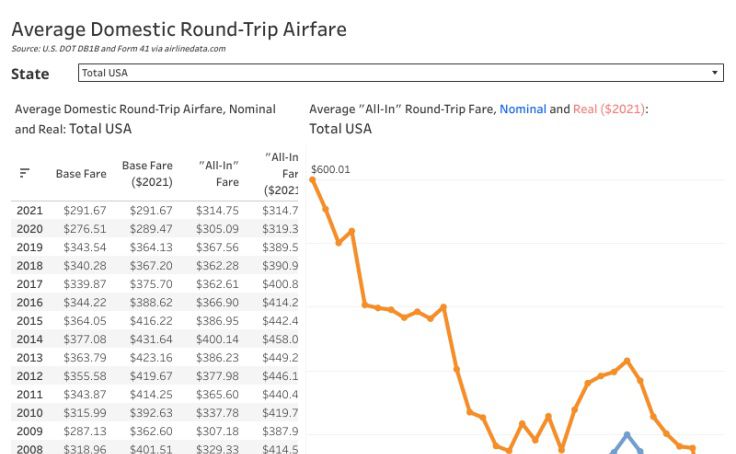 Average Domestic Round-Trip Airfare
Source: U.S. DOT DB1B and Form 41 via airlinedata.com
State
Total USA
Average Domestic Round-Trip Airfare, Nominal
and Real: Total USA
Average "All-In" Round-Trip Fare, Nominal and Real ($2021):
Total USA
Base Fare
Base Fare
($2021)
"All-In"
Fare
"All-In
Far
($2021
2021 $291.67 $291.67 $314.75 $314.7
2020 $276.51 $289.47 $305.09 $319.3
2019 $343.54 $364.13 $367.56 $389.5
2018 $340.28 $367.20 $362.28 $390.9
2017 $339.87 $375.70 $362.61 $400.8
2016 $344.22 $388.62 $366.90 $414.2
2015 $364.05 $416.22 $386.95 $442.4
2014 $377.08 $431.64 $400.14 $458.0
2013 $363.79 $423.16 $386.23 $449.2
2012 $355.58 $419.67 $377.98 $446.1
2011 $343.87 $414.25 $365.60 $440.4
2010 $315.99 $392.63 $337.78 $419.7
2009 $287.13 $362.60 $307.18 $387.9
2008 $318.96 $401.51 $329.33 $414.5
$600.01